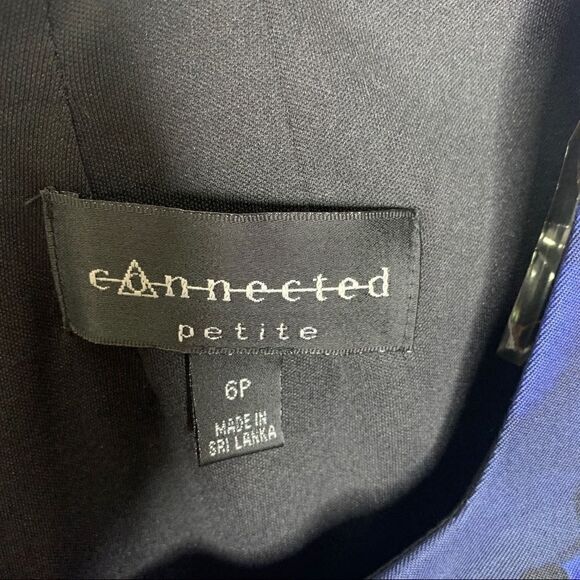 connected
petite
6P
MADE IN
SRI LANKA